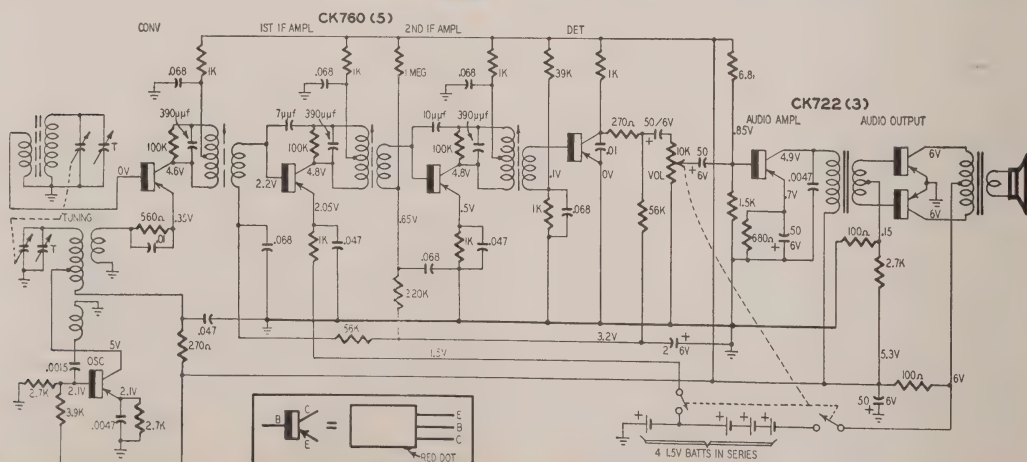 CK760 (5)
CONV
1ST IF AMPL
2ND IF AMPL
DET
.068
1K
.068
1K
1 MEG
.068
1K
39K
1K
6.8
CK722 (3)
AUDIO AMPL
AUDIO OUTPUT
390μμf
7μμf
390μμf
10μμf
390μμf
270Ω
50/6V
.85V
100K
100K
100K
.01
10K
50
6V
4.9V
6V
T
4.6V
4.8V
4.8V
.1V
0V
VOL
.0047
0V
2.2V
.7V
TUNING
560Ω
.35V
2.05V
.65V
.5V
1K
.068
56K
1.5K
680Ω
50
6V
6V
T
.01
.068
1K
.047
1K
.047
100Ω
.15
2.7K
.068
220K
.047
56K
3.2V
2
6V
270Ω
1.5V
5.3V
.0015
5V
OSC
100Ω
6V
2.7K
2.1V
2.1V
50
6V
3.9K
.0047
2.7K
B
C
E
=
E
B
C
RED DOT
4 1.5V BATTS IN SERIES